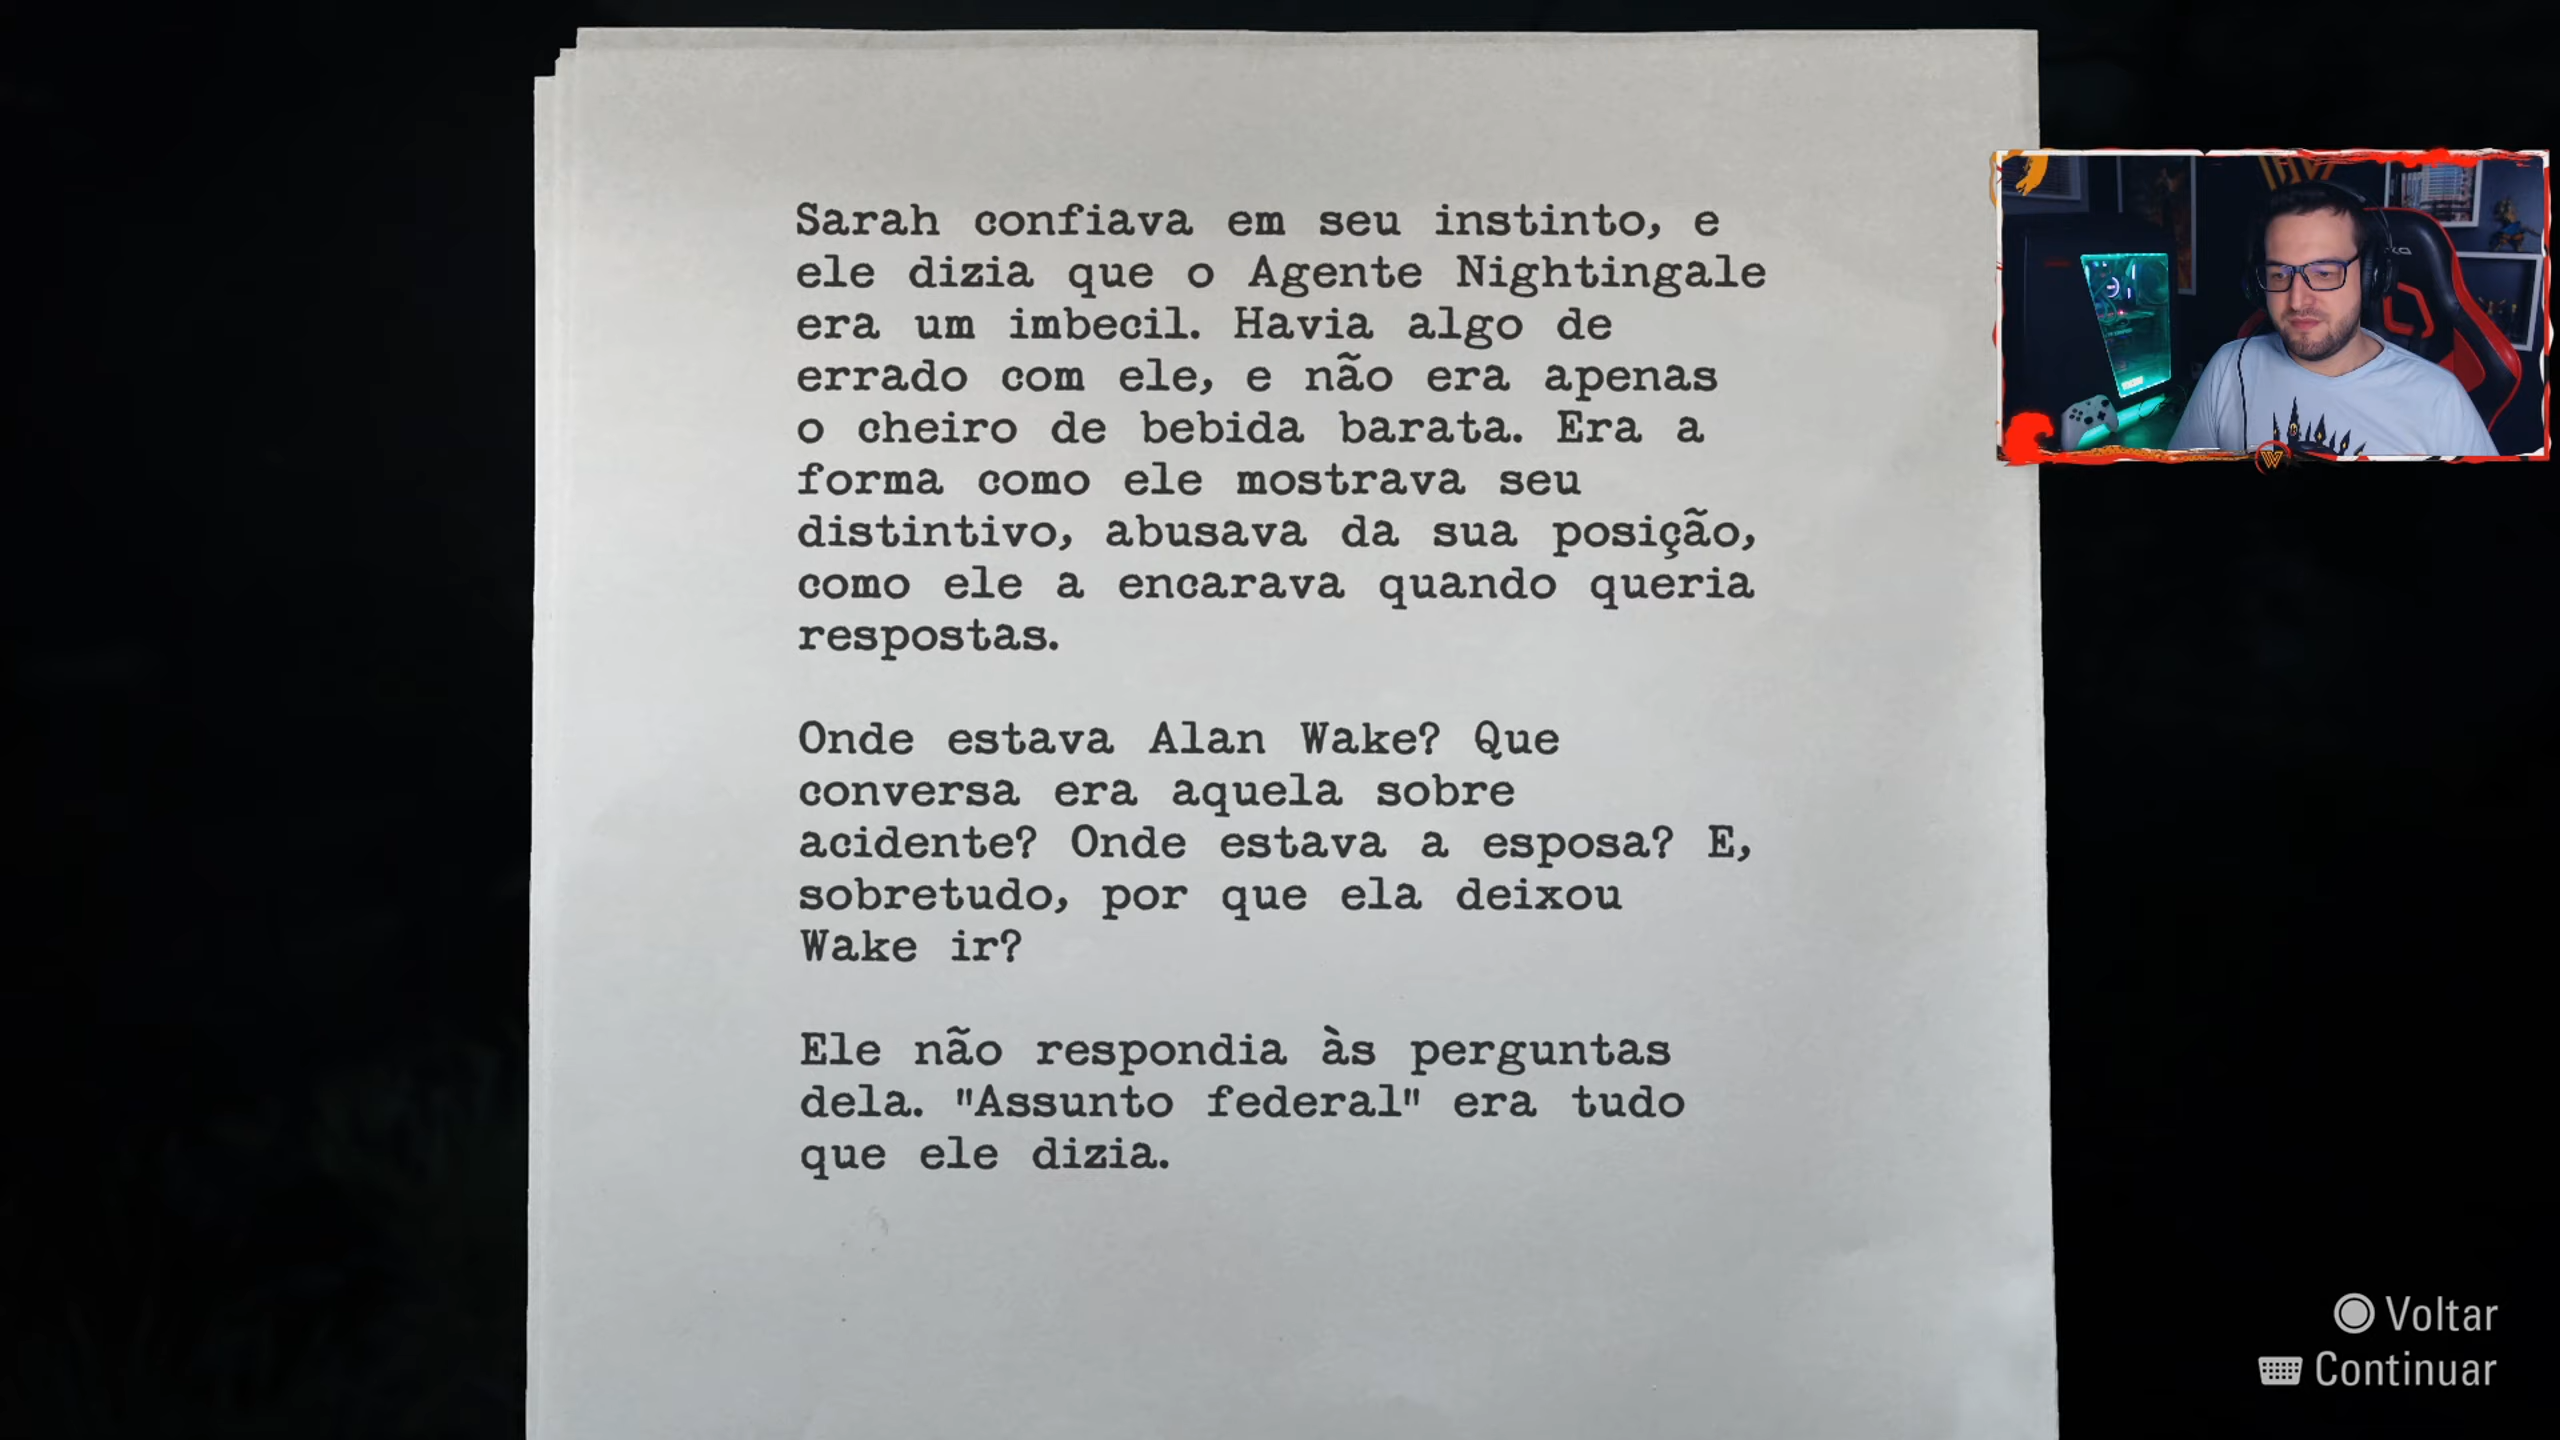 Sarah confiava em seu instinto, e
ele dizia que o Agente Nightingale
era um imbecil. Havia algo de
errado com ele, e não era apenas
o cheiro de bebida barata. Era a
forma como ele mostrava seu
distintivo, abusava da sua posição,
como ele a encarava quando queria
respostas.
Onde estava Alan Wake? Que
conversa era aquela sobre
acidente? Onde estava a esposa? E,
sobretudo, por que ela deixou
Wake ir?
Ele não respondia às perguntas
dela. "Assunto federal" era tudo
que ele dizia.
Voltar
Continuar